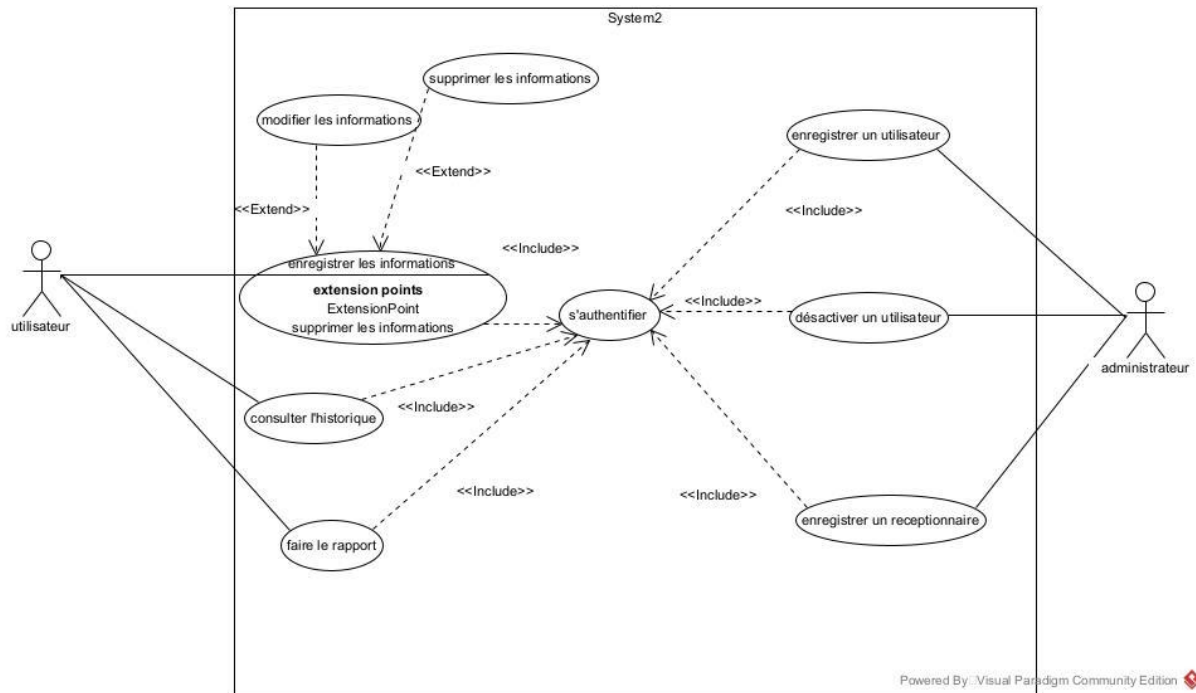 System2
supprimer les informations
modifier les informations
enregistrer un utilisateur
<<Extend>>
<<Extend>>
<<Include>>
<<Include>>
enregistrer les informations
extension points
ExtensionPoint
supprimer les informations
<<Include>>
s'authentifier
désactiver un utilisateur
utilisateur
administrateur
consulter l'historique
<<Include>>
<<Include>>
<<Include>>
enregistrer un receptionnaire
faire le rapport
Powered By Visual Paradigm Community Edition